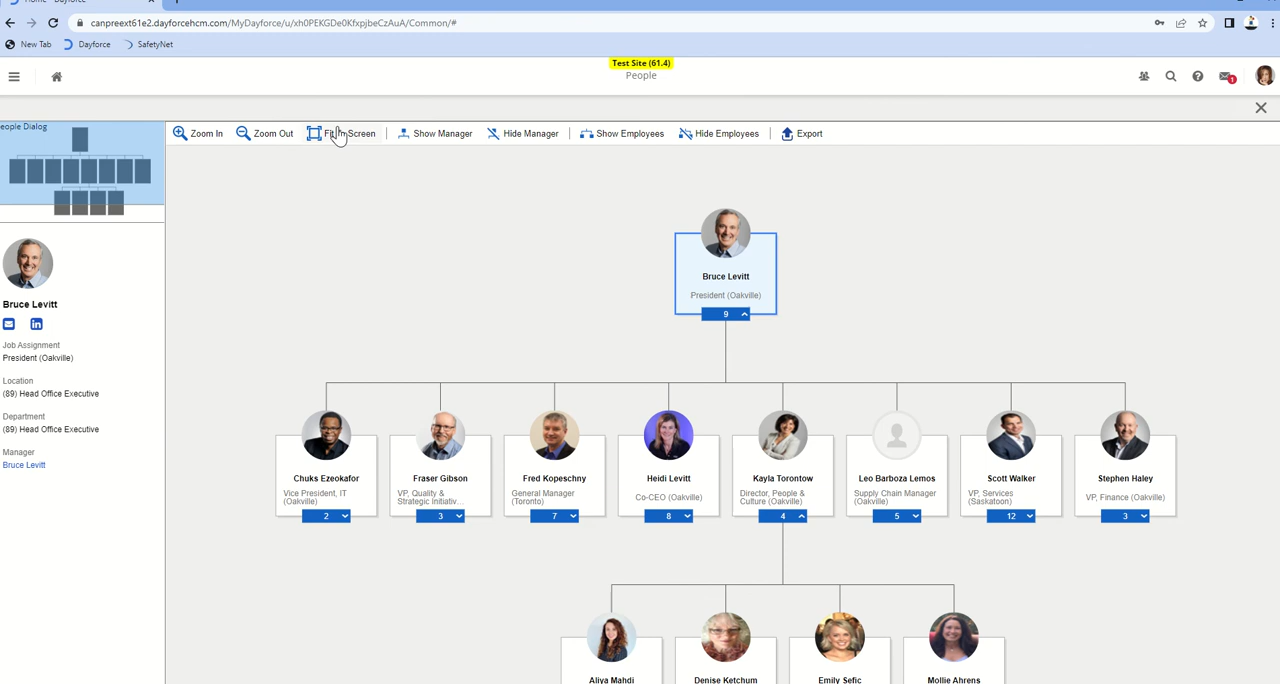 Home - Dayforce
canpreext61e2.dayforcehcm.com/MyDayforce/u/xh0PEKGDe0KfxpjbeCzAuA/Common/#
New Tab Dayforce SafetyNet
Test Site (61.4)
People
1
eople Dialog
Zoom In Zoom Out Fit Screen Show Manager Hide Manager Show Employees Hide Employees Export
Bruce Levitt
Job Assignment
President (Oakville)
Location
(89) Head Office Executive
Department
(89) Head Office Executive
Manager
Bruce Levitt
Bruce Levitt
President (Oakville)
9
Chuks Ezeokafor
Vice President, IT
(Oakville)
2
Fraser Gibson
VP, Quality &
Strategic Initiativ...
3
Fred Kopeschny
General Manager
(Toronto)
7
Heidi Levitt
Co-CEO (Oakville)
8
Kayla Torontow
Director, People &
Culture (Oakville)
4
Leo Barboza Lemos
Supply Chain Manager
(Oakville)
5
Scott Walker
VP, Services
(Saskatoon)
12
Stephen Haley
VP, Finance (Oakville)
3
Aliya Mahdi
Denise Ketchum
Emily Sefic
Mollie Ahrens